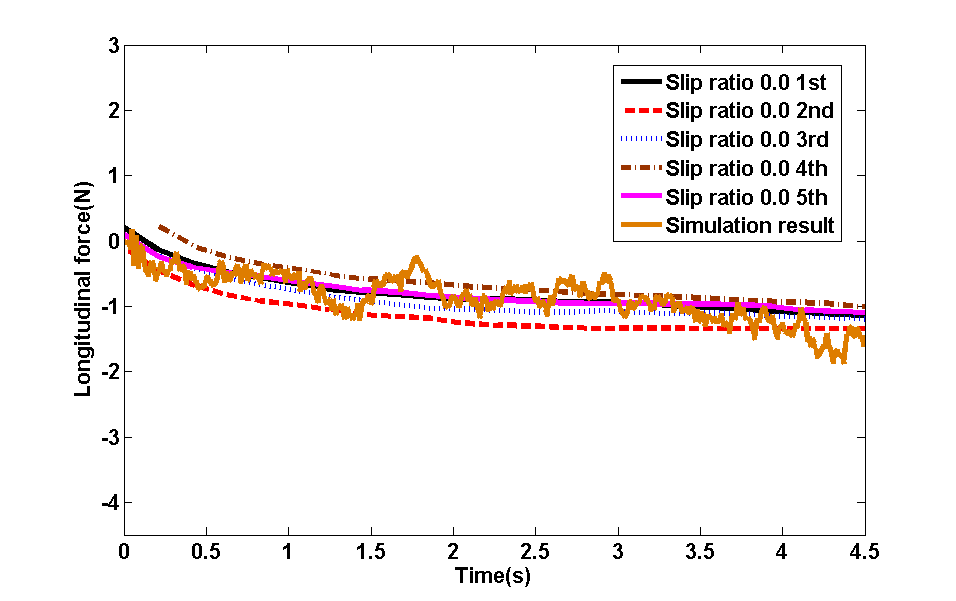 3
2
1
0
-1
-2
-3
-4
Longitudinal force(N)
Slip ratio 0.0 1st
Slip ratio 0.0 2nd
Slip ratio 0.0 3rd
Slip ratio 0.0 4th
Slip ratio 0.0 5th
Simulation result
0 0.5 1 1.5 2 2.5 3 3.5 4 4.5
Time(s)